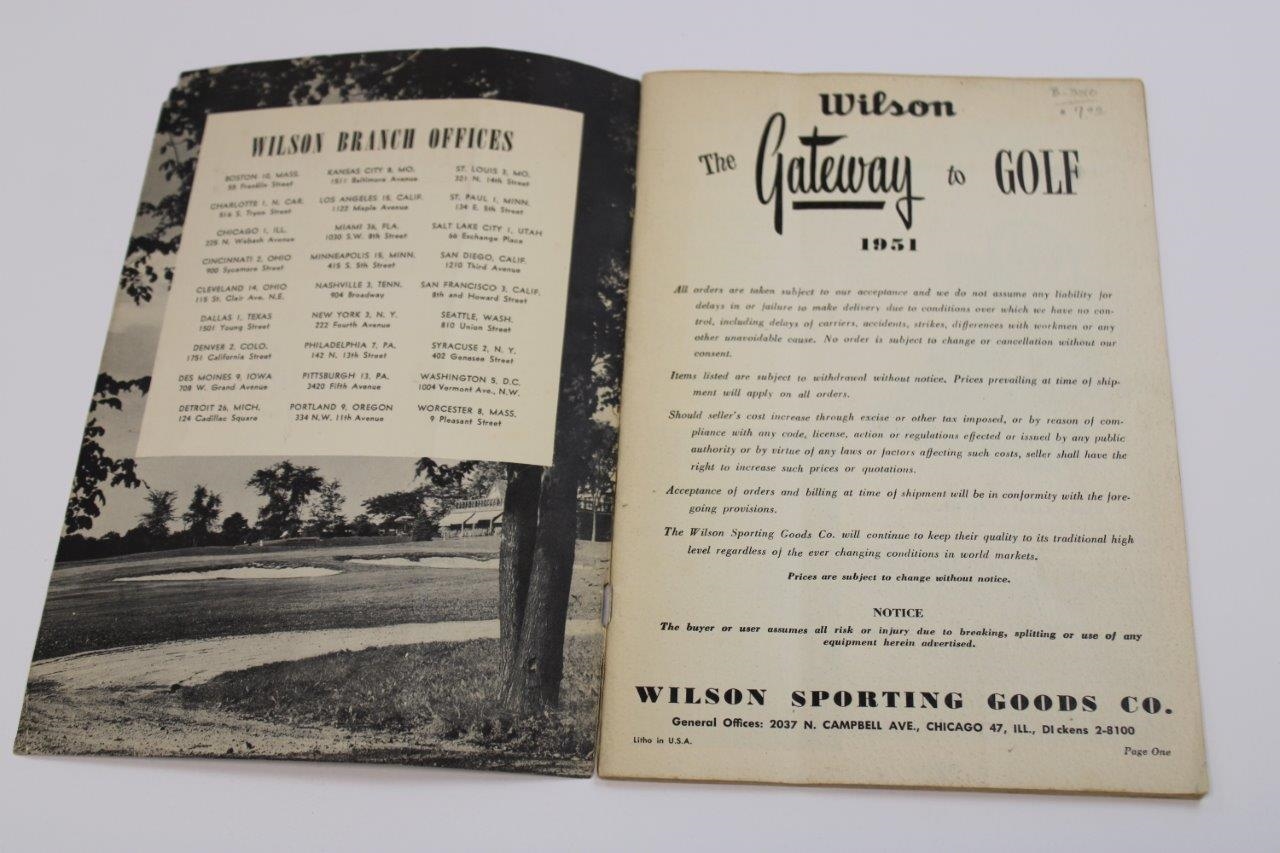 WILSON BRANCH OFFICES
BOSTON 10, MASS.
55 Franklin Street
CHARLOTTE 1, N. CAR.
516 S. Tryon Street
CHICAGO 1, ILL.
225 N. Wabash Avenue
CINCINNATI 2, OHIO
900 Sycamore Street
CLEVELAND 14, OHIO
115 St. Clair Ave. N.E.
DALLAS 1, TEXAS
1501 Young Street
DENVER 2, COLO.
1751 California Street
DES MOINES 9, IOWA
708 W. Grand Avenue
DETROIT 26, MICH.
124 Cadillac Square
KANSAS CITY 8, MO.
1511 Baltimore Avenue
LOS ANGELES 15, CALIF.
1122 Maple Avenue
MIAMI 36, FLA.
1030 S.W. 8th Street
MINNEAPOLIS 15, MINN.
415 S. 5th Street
NASHVILLE 3, TENN.
904 Broadway
NEW YORK 3, N. Y.
222 Fourth Avenue
PHILADELPHIA 7, PA.
142 N. 13th Street
PITTSBURGH 13, PA.
3420 Fifth Avenue
PORTLAND 9, OREGON
334 N.W. 11th Avenue
ST. LOUIS 3, MO.
321 N. 14th Street
ST. PAUL 1, MINN.
134 E. 5th Street
SALT LAKE CITY 1, UTAH
66 Exchange Place
SAN DIEGO, CALIF.
1210 Third Avenue
SAN FRANCISCO 3, CALIF.
8th and Howard Street
SEATTLE, WASH.
810 Union Street
SYRACUSE 2, N. Y.
402 Genesee Street
WASHINGTON 5, D.C.
1004 Vermont Ave., N.W.
WORCESTER 8, MASS.
9 Pleasant Street
Wilson
The Gateway to GOLF
1951
All orders are taken subject to our acceptance and we do not assume any liability for
delays in or failure to make delivery due to conditions over which we have no con-
trol, including delays of carriers, accidents, strikes, differences with workmen or any
other unavoidable cause. No order is subject to change or cancellation without our
consent.
Items listed are subject to withdrawal without notice. Prices prevailing at time of ship-
ment will apply on all orders.
Should seller's cost increase through excise or other tax imposed, or by reason of com-
pliance with any code, license, action or regulations effected or issued by any public
authority or by virtue of any laws or factors affecting such costs, seller shall have the
right to increase such prices or quotations.
Acceptance of orders and billing at time of shipment will be in conformity with the fore-
going provisions.
The Wilson Sporting Goods Co. will continue to keep their quality to its traditional high
level regardless of the ever changing conditions in world markets.
Prices are subject to change without notice.
NOTICE
The buyer or user assumes all risk or injury due to breaking, splitting or use of any
equipment herein advertised.
WILSON SPORTING GOODS CO.
General Offices: 2037 N. CAMPBELL AVE., CHICAGO 47, ILL., DIckens 2-8100
Litho in U.S.A.
Page One